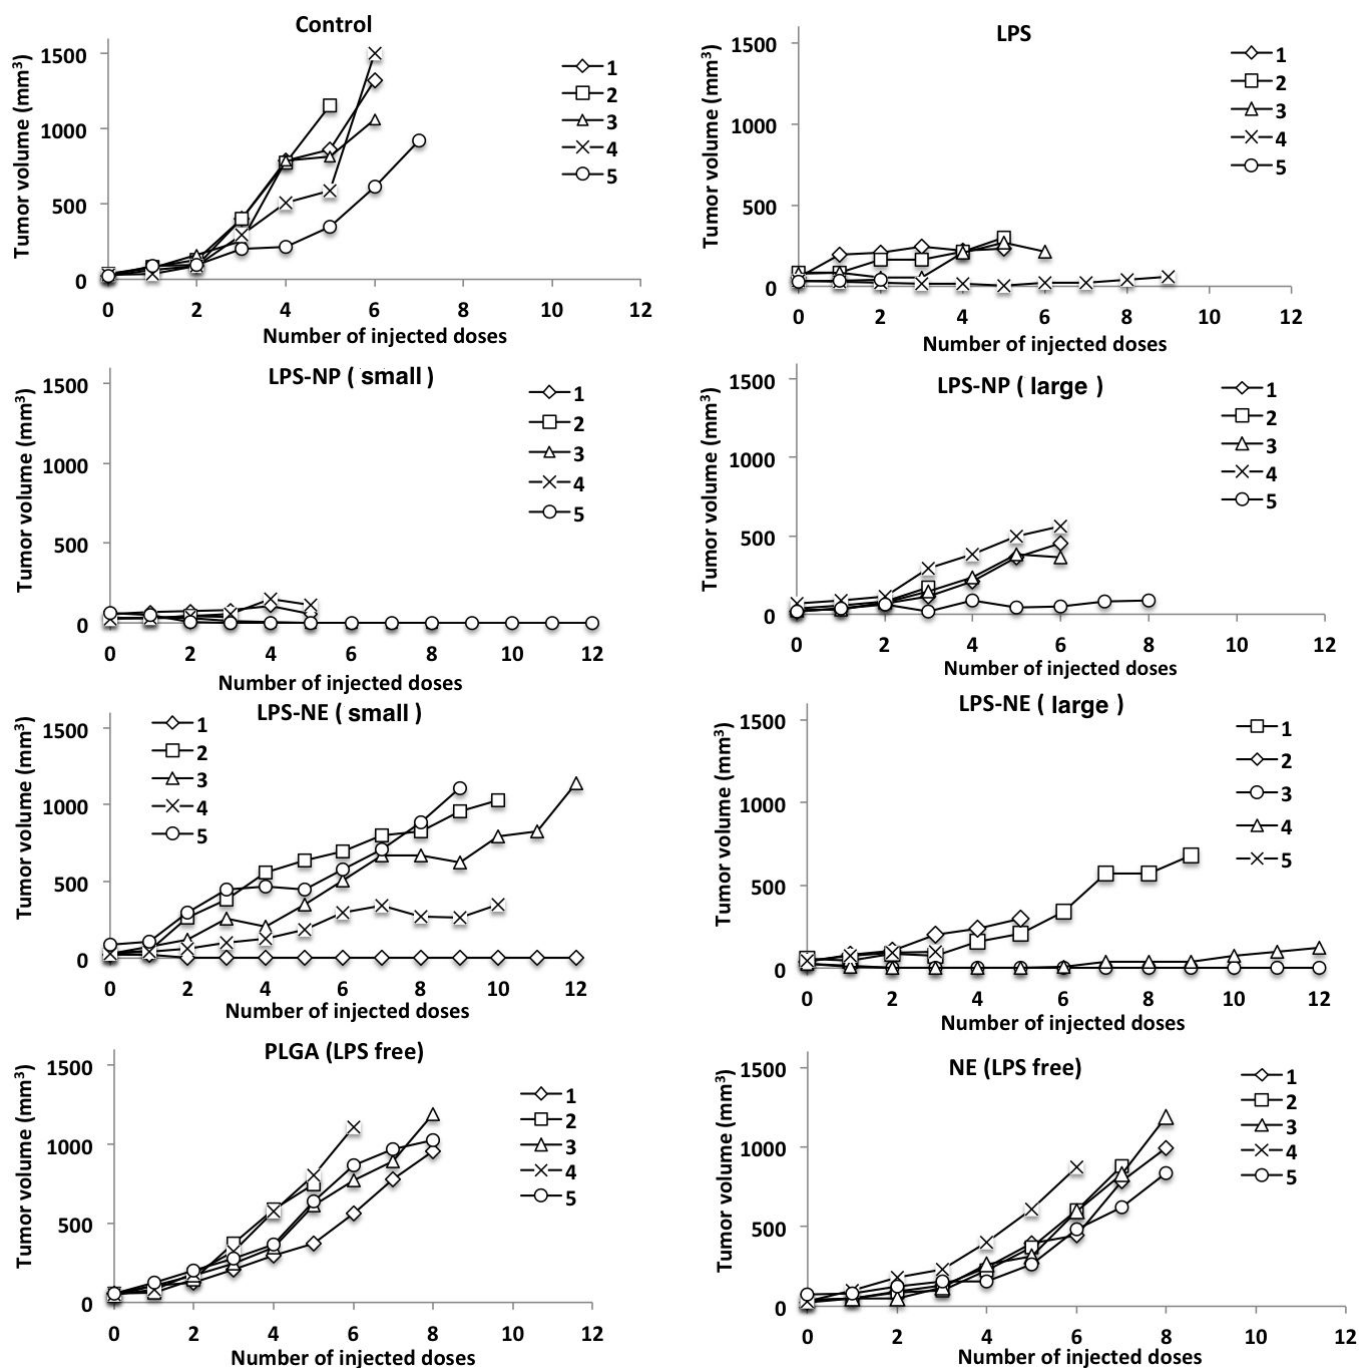 Control
Tumor volume (mm³)
1500
1000
500
0
0 2 4 6 8 10 12
Number of injected doses
1
2
3
4
5
LPS
Tumor volume (mm³)
1500
1000
500
0
0 2 4 6 8 10 12
Number of injected doses
1
2
3
4
5
LPS-NP ( small )
Tumor volume (mm³)
1500
1000
500
0
0 2 4 6 8 10 12
Number of injected doses
1
2
3
4
5
LPS-NP ( large )
Tumor volume (mm³)
1500
1000
500
0
0 2 4 6 8 10 12
Number of injected doses
1
2
3
4
5
LPS-NE ( small )
Tumor volume (mm³)
1500
1000
500
0
0 2 4 6 8 10 12
Number of injected doses
1
2
3
4
5
LPS-NE ( large )
Tumor volume (mm³)
1500
1000
500
0
0 2 4 6 8 10 12
Number of injected doses
1
2
3
4
5
PLGA (LPS free)
Tumor volume (mm³)
1500
1000
500
0
0 2 4 6 8 10 12
Number of injected doses
1
2
3
4
5
NE (LPS free)
Tumor volume (mm³)
1500
1000
500
0
0 2 4 6 8 10 12
Number of injected doses
1
2
3
4
5